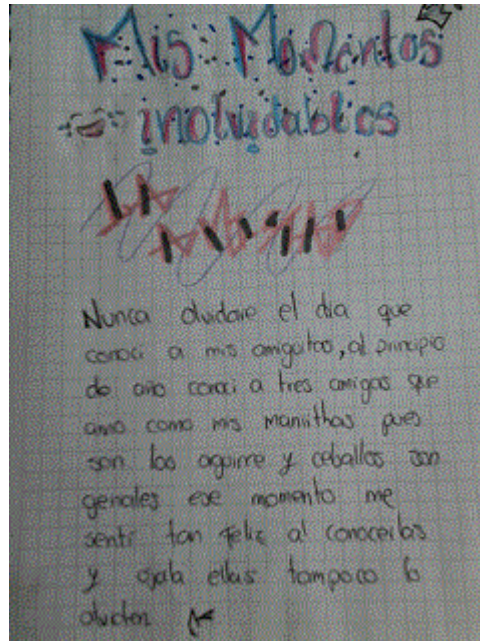 Mis Momentos
inolvidables
Nunca olvidare el dia que
conoci a mis amiguitas, al principio
de año conoci a tres amigas que
amo como mis manithas pues
son las aguirre y ceballos son
geniales ese momento me
senti tan feliz al conocerlas
y ojala ellas tampoco lo
olviden